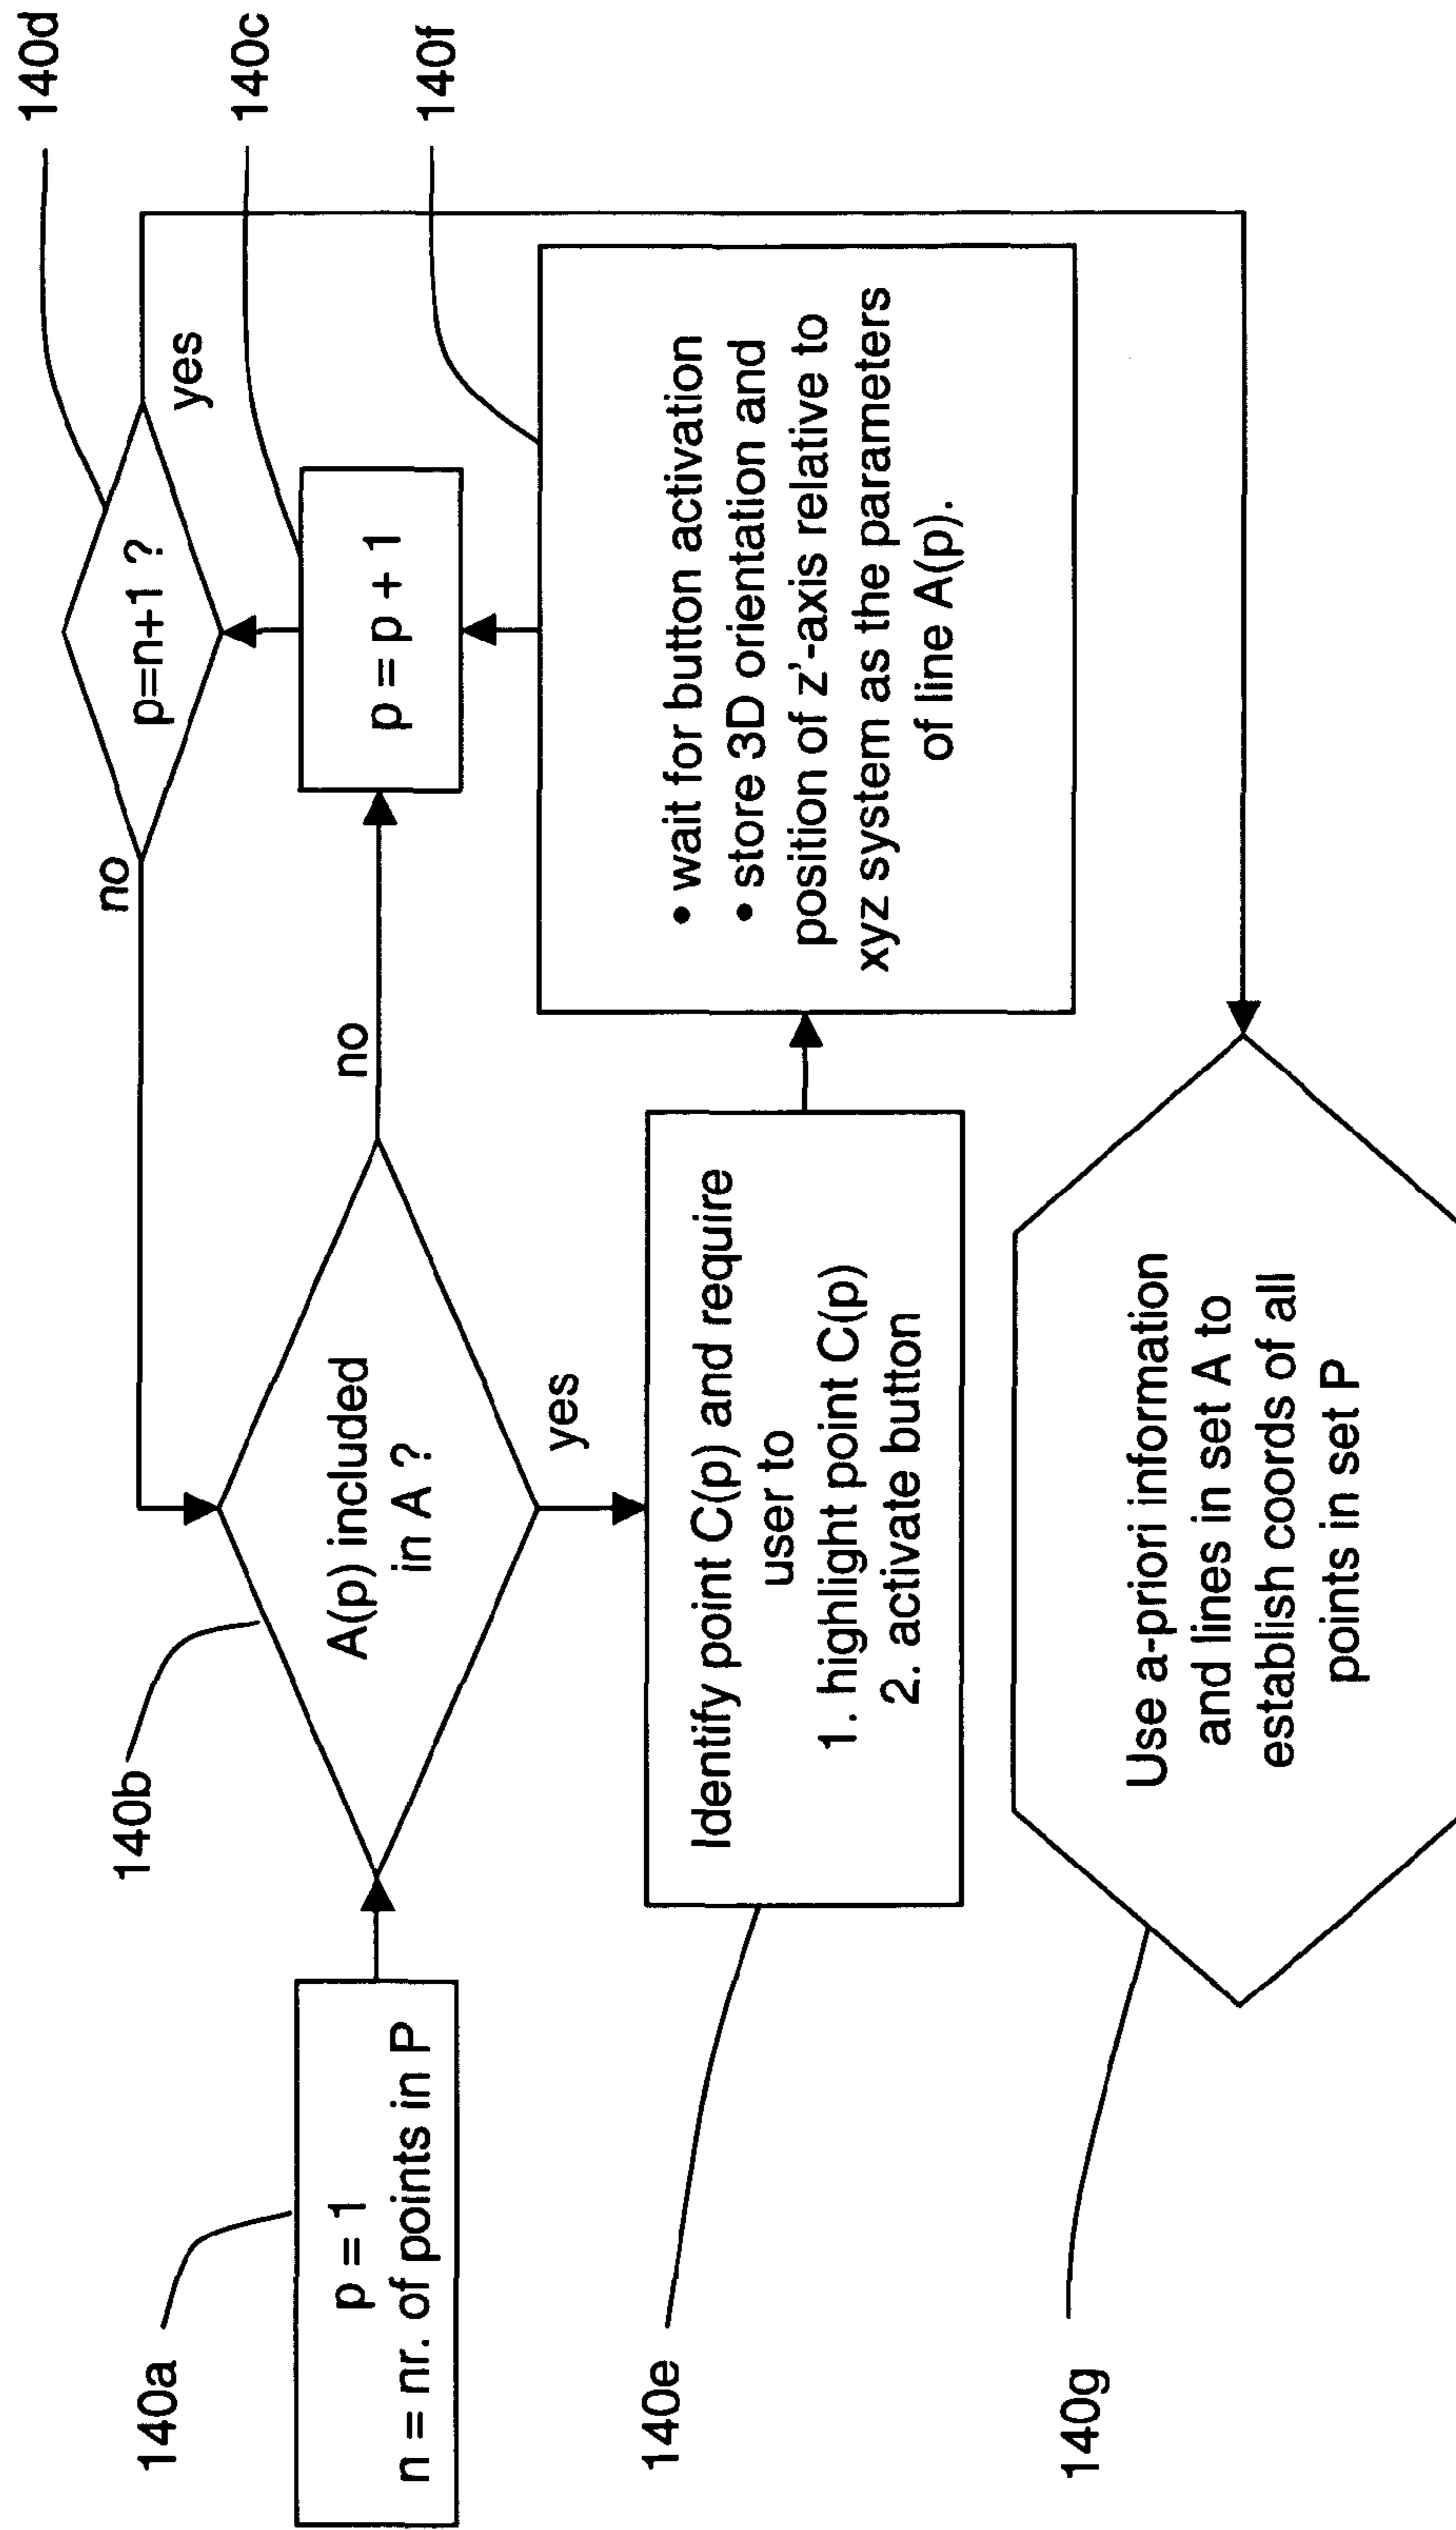 140a
p = 1
n = nr. of points in P
140b
A(p) included
in A ?
no
yes
140c
p = p + 1
140d
p=n+1 ?
no
yes
140e
Identify point C(p) and require
user to
1. highlight point C(p)
2. activate button
140f
• wait for button activation
• store 3D orientation and
position of z'-axis relative to
xyz system as the parameters
of line A(p).
140g
Use a-priori information
and lines in set A to
establish coords of all
points in set P